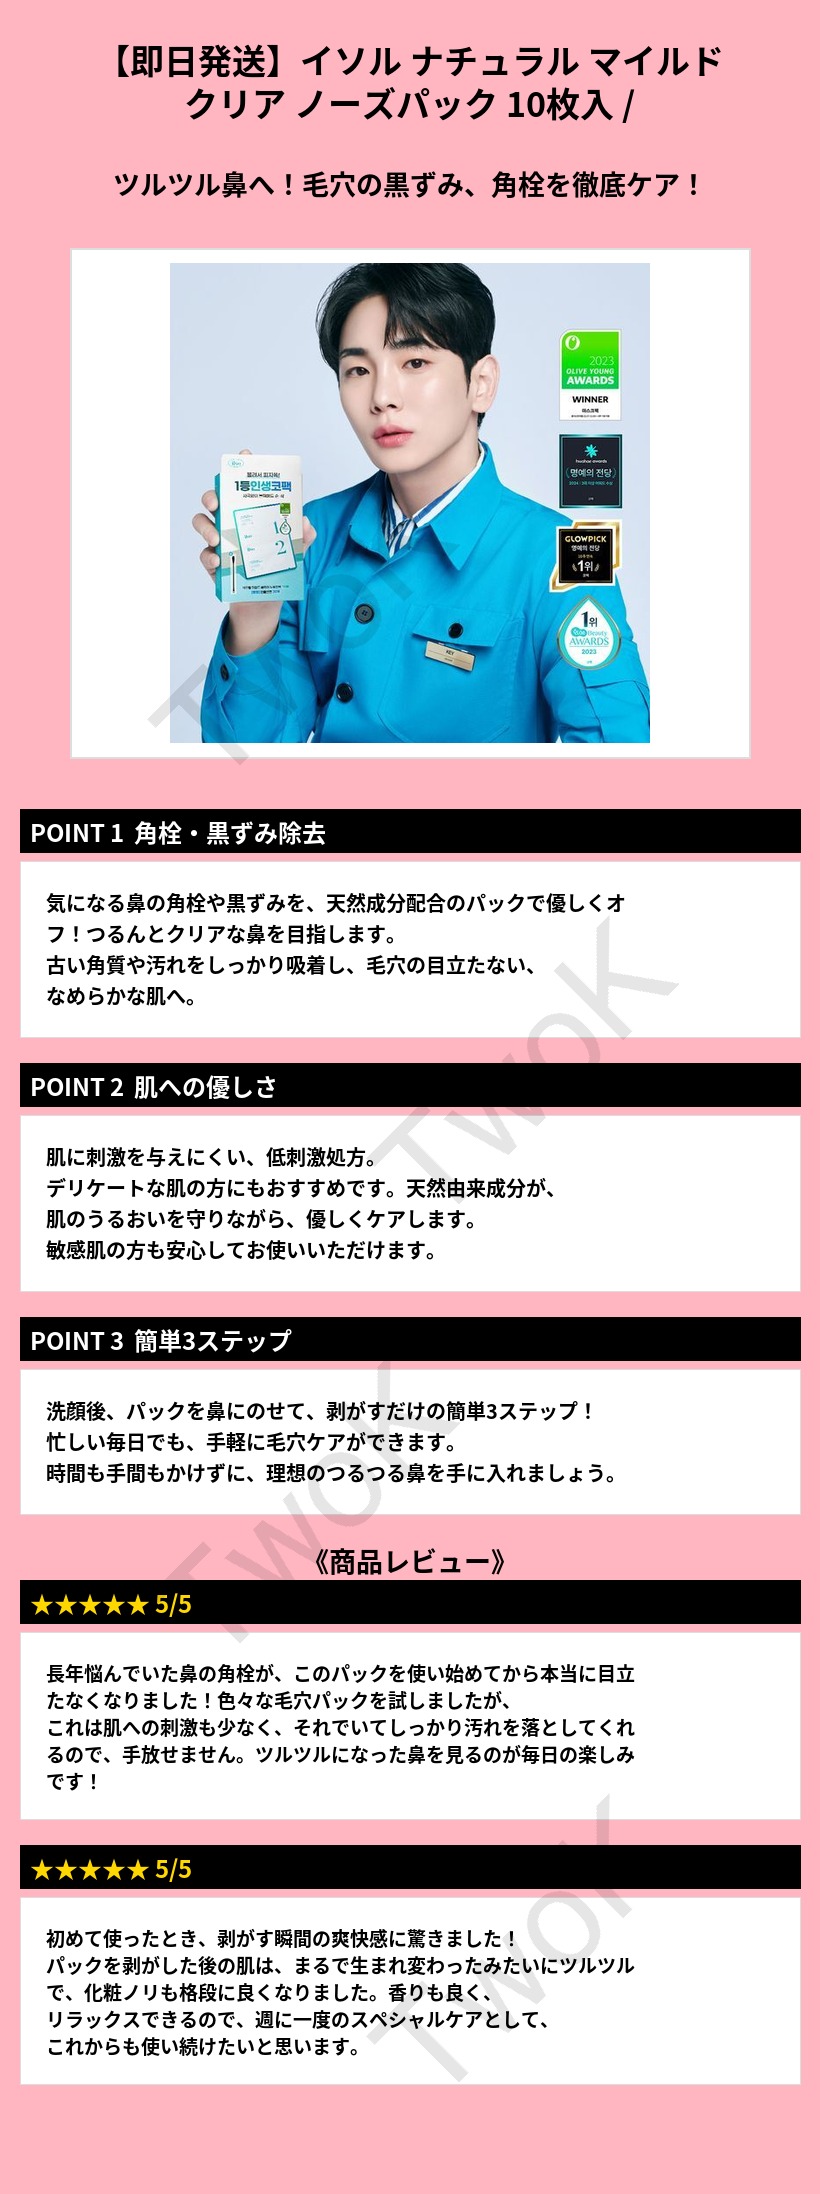 【即日発送】イソル ナチュラル マイルド
クリア ノーズパック 10枚入 /
ツルツル鼻へ！毛穴の黒ずみ、角栓を徹底ケア！
2023
OLIVE YOUNG
AWARDS
WINNER
마스크팩
huahae awards
명예의 전당
GLOWPICK
명예의 전당
1위
1위
Beauty
AWARDS
2023
골라서 피지쏙!
1등인생코팩
1
2
KEY
TwoK
POINT 1 角栓・黒ずみ除去
気になる鼻の角栓や黒ずみを、天然成分配合のパックで優しくオ
フ！つるんとクリアな鼻を目指します。
古い角質や汚れをしっかり吸着し、毛穴の目立たない、
なめらかな肌へ。
TwoK
POINT 2 肌への優しさ
肌に刺激を与えにくい、低刺激処方。
デリケートな肌の方にもおすすめです。天然由来成分が、
肌のうるおいを守りながら、優しくケアします。
敏感肌の方も安心してお使いいただけます。
POINT 3 簡単3ステップ
洗顔後、パックを鼻にのせて、剥がすだけの簡単3ステップ！
忙しい毎日でも、手軽に毛穴ケアができます。
時間も手間もかけずに、理想のつるつる鼻を手に入れましょう。
TwoK
《商品レビュー》
★★★★★ 5/5
長年悩んでいた鼻の角栓が、このパックを使い始めてから本当に目立
たなくなりました！色々な毛穴パックを試しましたが、
これは肌への刺激も少なく、それでいてしっかり汚れを落としてくれ
るので、手放せません。ツルツルになった鼻を見るのが毎日の楽しみ
です！
★★★★★ 5/5
初めて使ったとき、剥がす瞬間の爽快感に驚きました！
パックを剥がした後の肌は、まるで生まれ変わったみたいにツルツル
で、化粧ノリも格段に良くなりました。香りも良く、
リラックスできるので、週に一度のスペシャルケアとして、
これからも使い続けたいと思います。
TwoK